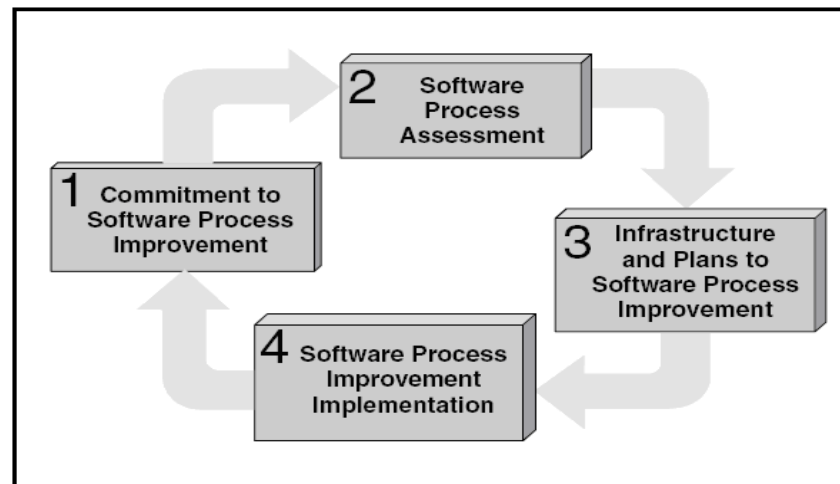 1
Commitment to
Software Process
Improvement
2
Software
Process
Assessment
3
Infrastructure
and Plans to
Software Process
Improvement
4
Software Process
Improvement
Implementation